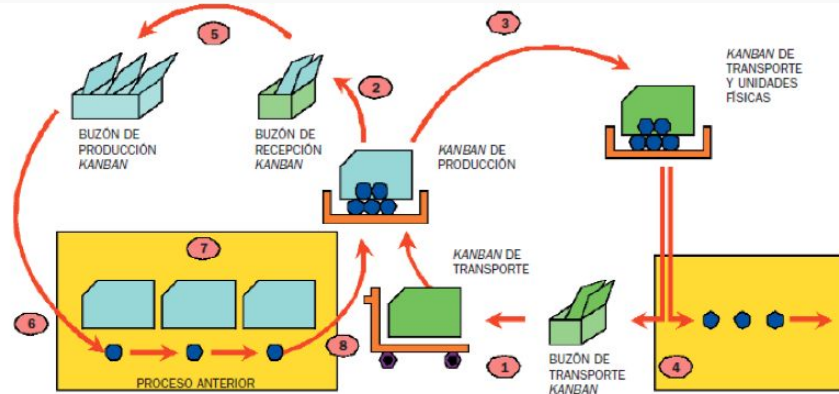 5
3
2
KANBAN DE
TRANSPORTE
Y UNIDADES
FÍSICAS
BUZÓN DE
PRODUCCIÓN
KANBAN
BUZÓN DE
RECEPCIÓN
KANBAN
KANBAN DE
PRODUCCIÓN
7
KANBAN DE
TRANSPORTE
6
8
1
4
BUZÓN DE
TRANSPORTE
KANBAN
PROCESO ANTERIOR